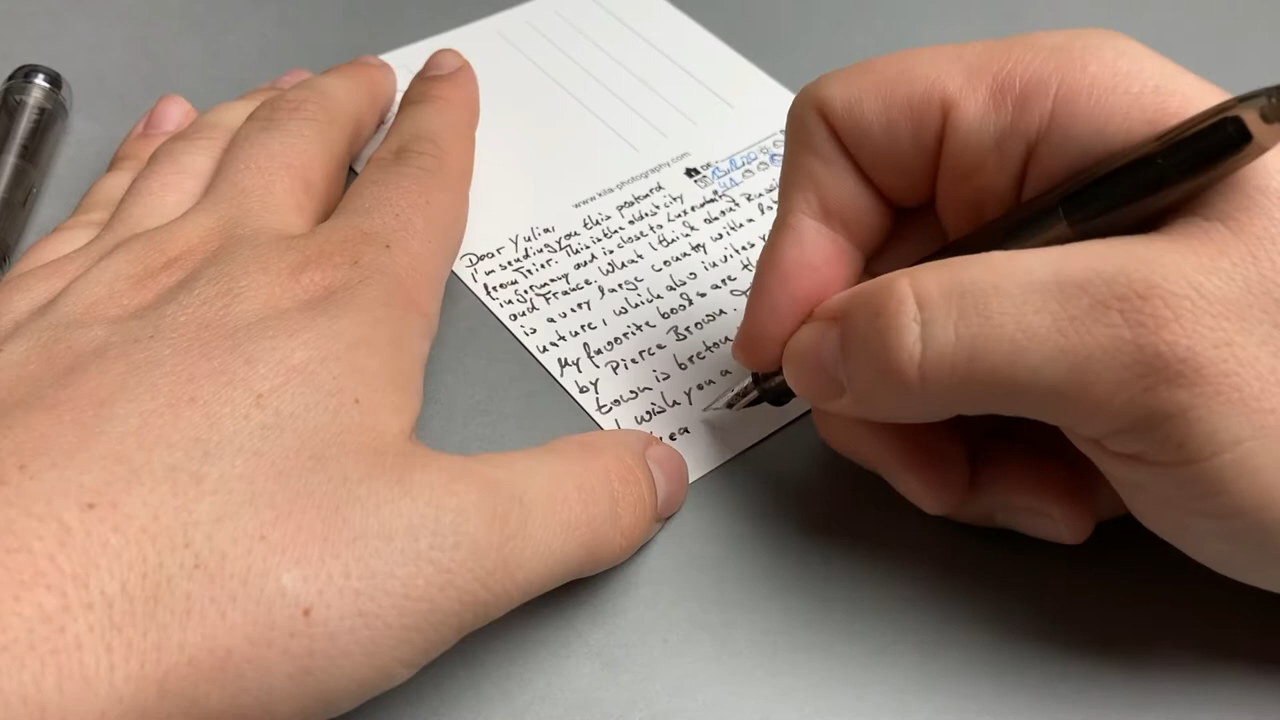 www.kila-photography.com
DE-
Dear Yulia,
I'm sending you this postcard
from Trier. This is the oldest city
in Germany and is close to Luxemburg
and France. What I think about Russia
is a very large country with a lot
nature, which also invites
My favorite books are
by Pierce Brown.
town is
I wish you a